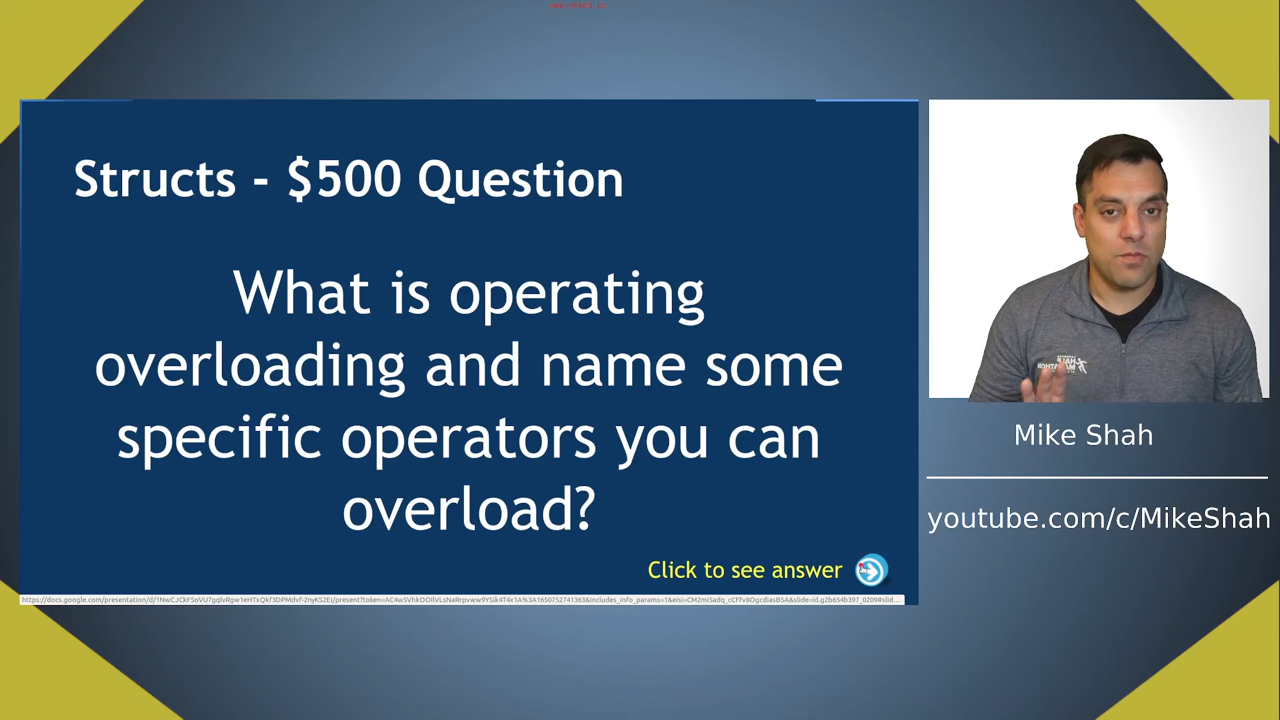 Structs - $500 Question
What is operating
overloading and name some
specific operators you can
overload?
Click to see answer
Mike Shah
youtube.com/c/MikeShah